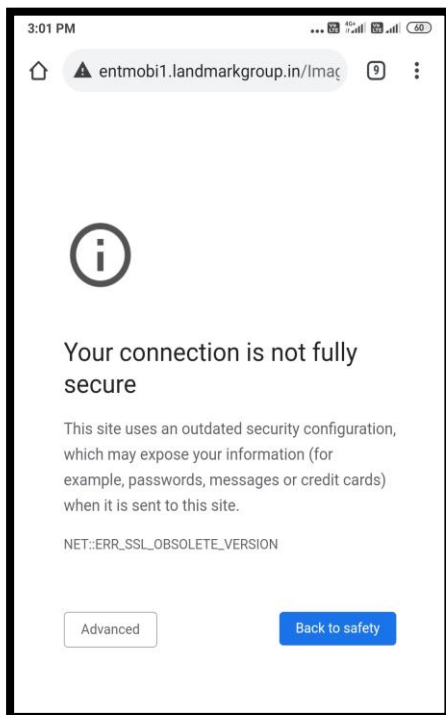 3:01 PM
4G+
60
entmobi1.landmarkgroup.in/Imag
9
Your connection is not fully
secure
This site uses an outdated security configuration,
which may expose your information (for
example, passwords, messages or credit cards)
when it is sent to this site.
NET::ERR_SSL_OBSOLETE_VERSION
Advanced
Back to safety